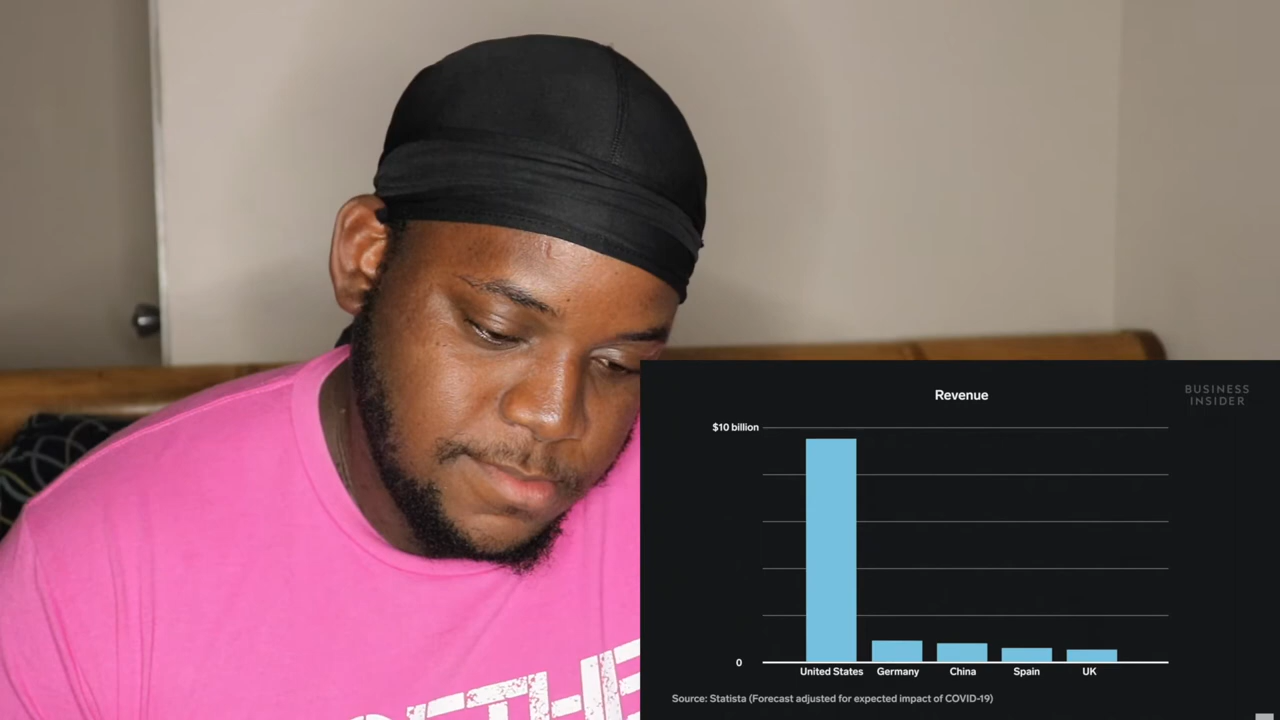 Revenue
BUSINESS
INSIDER
$10 billion
0
United States
Germany
China
Spain
UK
Source: Statista (Forecast adjusted for expected impact of COVID-19)